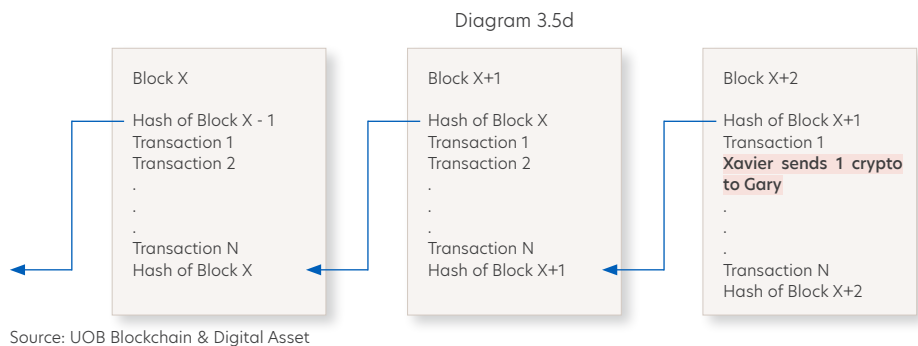 Diagram 3.5d
Block X
Hash of Block X - 1
Transaction 1
Transaction 2
.
.
.
Transaction N
Hash of Block X
Block X+1
Hash of Block X
Transaction 1
Transaction 2
.
.
.
Transaction N
Hash of Block X+1
Block X+2
Hash of Block X+1
Transaction 1
Xavier sends 1 crypto
to Gary
.
.
.
Transaction N
Hash of Block X+2
Source: UOB Blockchain & Digital Asset